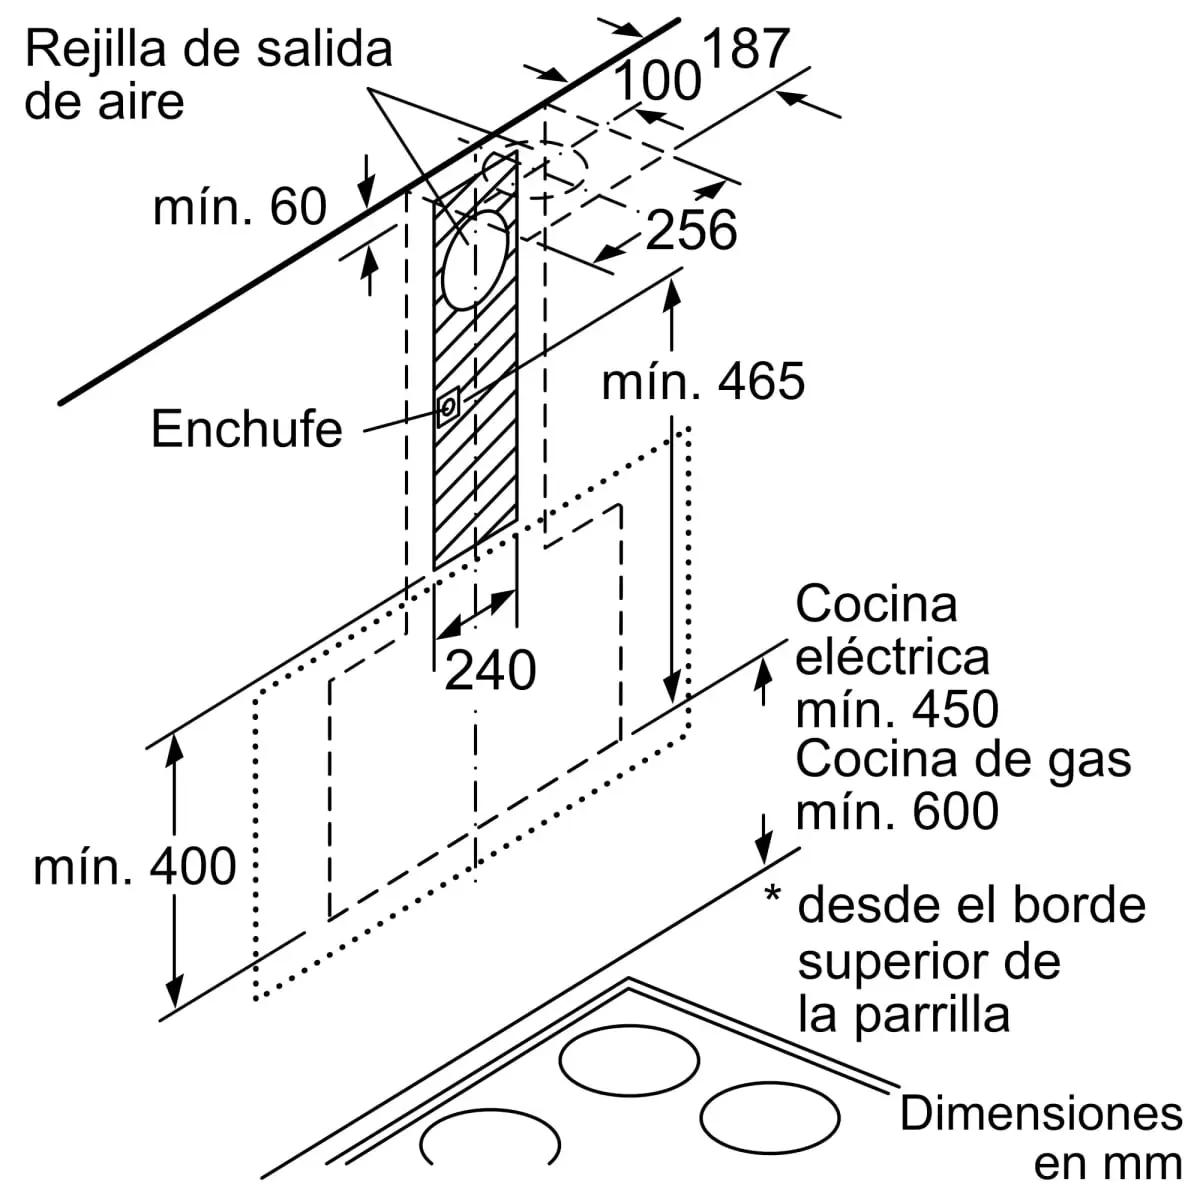 Rejilla de salida
de aire
187
100
mín. 60
256
mín. 465
Enchufe
240
Cocina
eléctrica
mín. 450
Cocina de gas
mín. 600
mín. 400
* desde el borde
superior de
la parrilla
Dimensiones
en mm